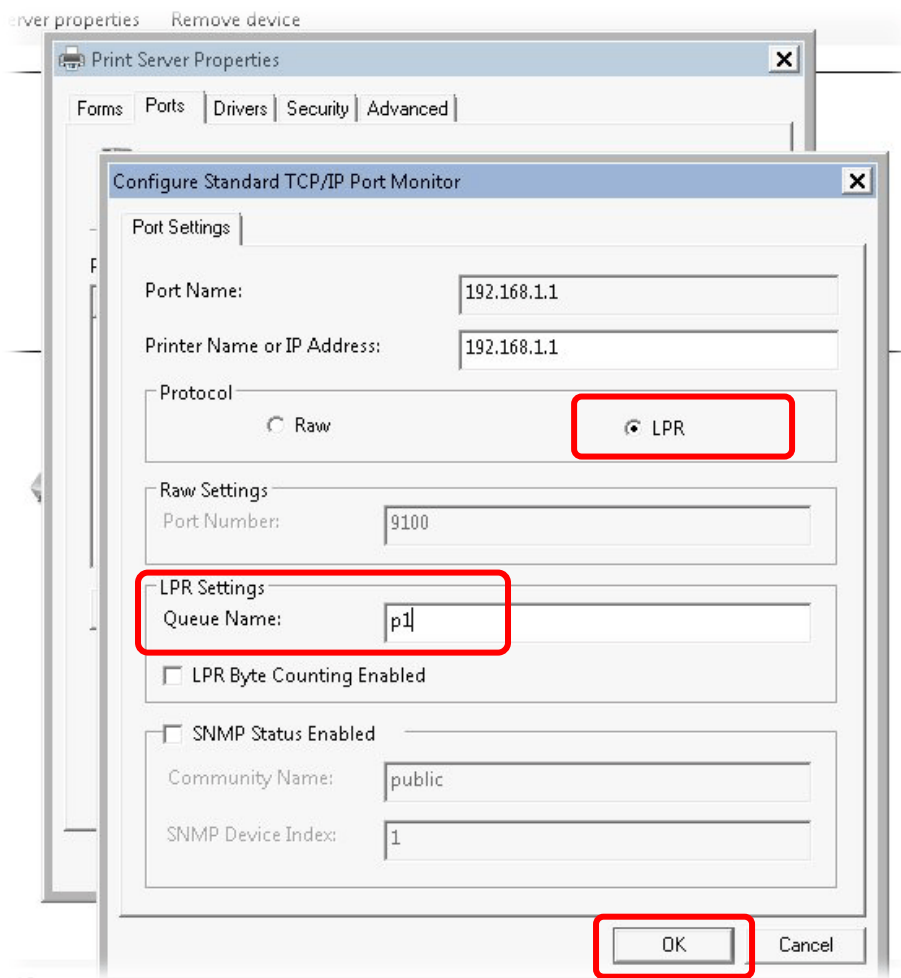 server properties Remove device
Print Server Properties
Forms Ports Drivers Security Advanced
Configure Standard TCP/IP Port Monitor
Port Settings
Port Name: 192.168.1.1
Printer Name or IP Address: 192.168.1.1
Protocol
Raw LPR
Raw Settings
Port Number: 9100
LPR Settings
Queue Name: p1
LPR Byte Counting Enabled
SNMP Status Enabled
Community Name: public
SNMP Device Index: 1
OK Cancel